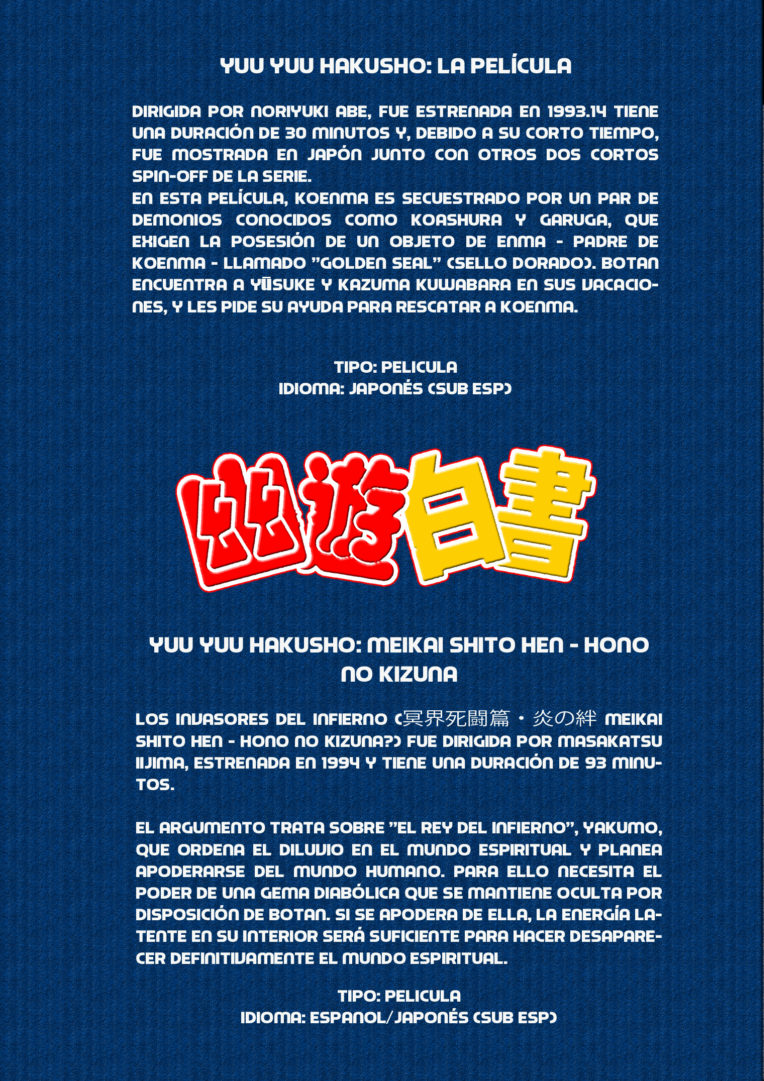 YUU YUU HAKUSHO: LA PELÍCULA
DIRIGIDA POR NORIYUKI ABE, FUE ESTRENADA EN 1993.14 TIENE
UNA DURACIÓN DE 30 MINUTOS Y, DEBIDO A SU CORTO TIEMPO,
FUE MOSTRADA EN JAPÓN JUNTO CON OTROS DOS CORTOS
SPIN-OFF DE LA SERIE.
EN ESTA PELÍCULA, KOENMA ES SECUESTRADO POR UN PAR DE
DEMONIOS CONOCIDOS COMO KOASHURA Y GARUGA, QUE
EXIGEN LA POSESIÓN DE UN OBJETO DE ENMA - PADRE DE
KOENMA - LLAMADO "GOLDEN SEAL" (SELLO DORADO). BOTAN
ENCUENTRA A YŪSUKE Y KAZUMA KUWABARA EN SUS VACACIO-
NES, Y LES PIDE SU AYUDA PARA RESCATAR A KOENMA.
TIPO: PELICULA
IDIOMA: JAPONÉS (SUB ESP)
幽遊白書
YUU YUU HAKUSHO: MEIKAI SHITO HEN - HONO
NO KIZUNA
LOS INVASORES DEL INFIERNO (冥界死闘篇・炎の絆 MEIKAI
SHITO HEN - HONO NO KIZUNA?) FUE DIRIGIDA POR MASAKATSU
IIJIMA, ESTRENADA EN 1994 Y TIENE UNA DURACIÓN DE 93 MINU-
TOS.
EL ARGUMENTO TRATA SOBRE "EL REY DEL INFIERNO", YAKUMO,
QUE ORDENA EL DILUVIO EN EL MUNDO ESPIRITUAL Y PLANEA
APODERARSE DEL MUNDO HUMANO. PARA ELLO NECESITA EL
PODER DE UNA GEMA DIABÓLICA QUE SE MANTIENE OCULTA POR
DISPOSICIÓN DE BOTAN. SI SE APODERA DE ELLA, LA ENERGÍA LA-
TENTE EN SU INTERIOR SERÁ SUFICIENTE PARA HACER DESAPARE-
CER DEFINITIVAMENTE EL MUNDO ESPIRITUAL.
TIPO: PELICULA
IDIOMA: ESPANOL/JAPONÉS (SUB ESP)